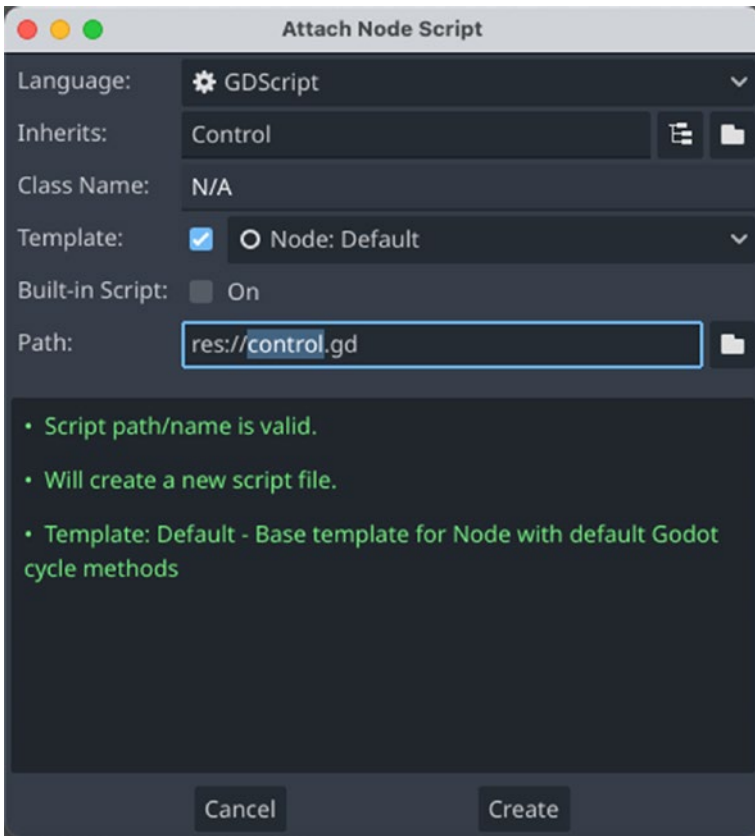 Attach Node Script
Language: GDScript
Inherits: Control
Class Name: N/A
Template: Node: Default
Built-in Script: On
Path: res://control.gd
• Script path/name is valid.
• Will create a new script file.
• Template: Default - Base template for Node with default Godot
cycle methods
Cancel Create